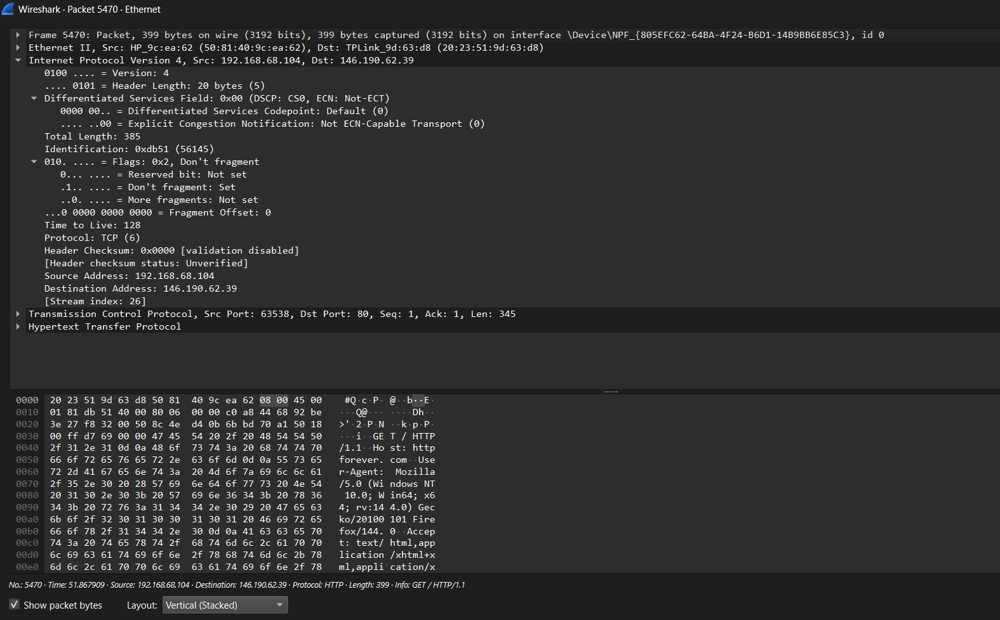 Wireshark · Packet 5470 · Ethernet
Frame 5470: Packet, 399 bytes on wire (3192 bits), 399 bytes captured (3192 bits) on interface \Device\NPF_{805EFC62-64BA-4F24-B6D1-14B9BB6E85C3}, id 0
Ethernet II, Src: HP_9c:ea:62 (50:81:40:9c:ea:62), Dst: TPLink_9d:63:d8 (20:23:51:9d:63:d8)
Internet Protocol Version 4, Src: 192.168.68.104, Dst: 146.190.62.39
0100 .... = Version: 4
.... 0101 = Header Length: 20 bytes (5)
Differentiated Services Field: 0x00 (DSCP: CS0, ECN: Not-ECT)
0000 00.. = Differentiated Services Codepoint: Default (0)
.... ..00 = Explicit Congestion Notification: Not ECN-Capable Transport (0)
Total Length: 385
Identification: 0xdb51 (56145)
010. .... = Flags: 0x2, Don't fragment
0... .... = Reserved bit: Not set
.1.. .... = Don't fragment: Set
..0. .... = More fragments: Not set
...0 0000 0000 0000 = Fragment Offset: 0
Time to Live: 128
Protocol: TCP (6)
Header Checksum: 0x0000 [validation disabled]
[Header checksum status: Unverified]
Source Address: 192.168.68.104
Destination Address: 146.190.62.39
[Stream index: 26]
Transmission Control Protocol, Src Port: 63538, Dst Port: 80, Seq: 1, Ack: 1, Len: 345
Hypertext Transfer Protocol
0000 20 23 51 9d 63 d8 50 81 40 9c ea 62 08 00 45 00 #Q·c·P· @··b··E·
0010 01 81 db 51 40 00 80 06 00 00 c0 a8 44 68 92 be ···Q@··· ····Dh··
0020 3e 27 f8 32 00 50 8c 4e d4 0b 6b bd 70 a1 50 18 >'·2·P·N ··k·p·P·
0030 00 ff d7 69 00 00 47 45 54 20 2f 20 48 54 54 50 ···i··GE T / HTTP
0040 2f 31 2e 31 0d 0a 48 6f 73 74 3a 20 68 74 74 70 /1.1··Ho st: http
0050 66 6f 72 65 76 65 72 2e 63 6f 6d 0d 0a 55 73 65 forever. com··Use
0060 72 2d 41 67 65 6e 74 3a 20 4d 6f 7a 69 6c 6c 61 r-Agent: Mozilla
0070 2f 35 2e 30 20 28 57 69 6e 64 6f 77 73 20 4e 54 /5.0 (Wi ndows NT
0080 20 31 30 2e 30 3b 20 57 69 6e 36 34 3b 20 78 36 10.0; W in64; x6
0090 34 3b 20 72 76 3a 31 34 34 2e 30 29 20 47 65 63 4; rv:14 4.0) Gec
00a0 6b 6f 2f 32 30 31 30 30 31 30 31 20 46 69 72 65 ko/20100 101 Fire
00b0 66 6f 78 2f 31 34 34 2e 30 0d 0a 41 63 63 65 70 fox/144. 0··Accep
00c0 74 3a 20 74 65 78 74 2f 68 74 6d 6c 2c 61 70 70 t: text/ html,app
00d0 6c 69 63 61 74 69 6f 6e 2f 78 68 74 6d 6c 2b 78 lication /xhtml+x
00e0 6d 6c 2c 61 70 70 6c 69 63 61 74 69 6f 6e 2f 78 ml,appli cation/x
No.: 5470 · Time: 51.867909 · Source: 192.168.68.104 · Destination: 146.190.62.39 · Protocol: HTTP · Length: 399 · Info: GET / HTTP/1.1
Show packet bytes Layout: Vertical (Stacked)